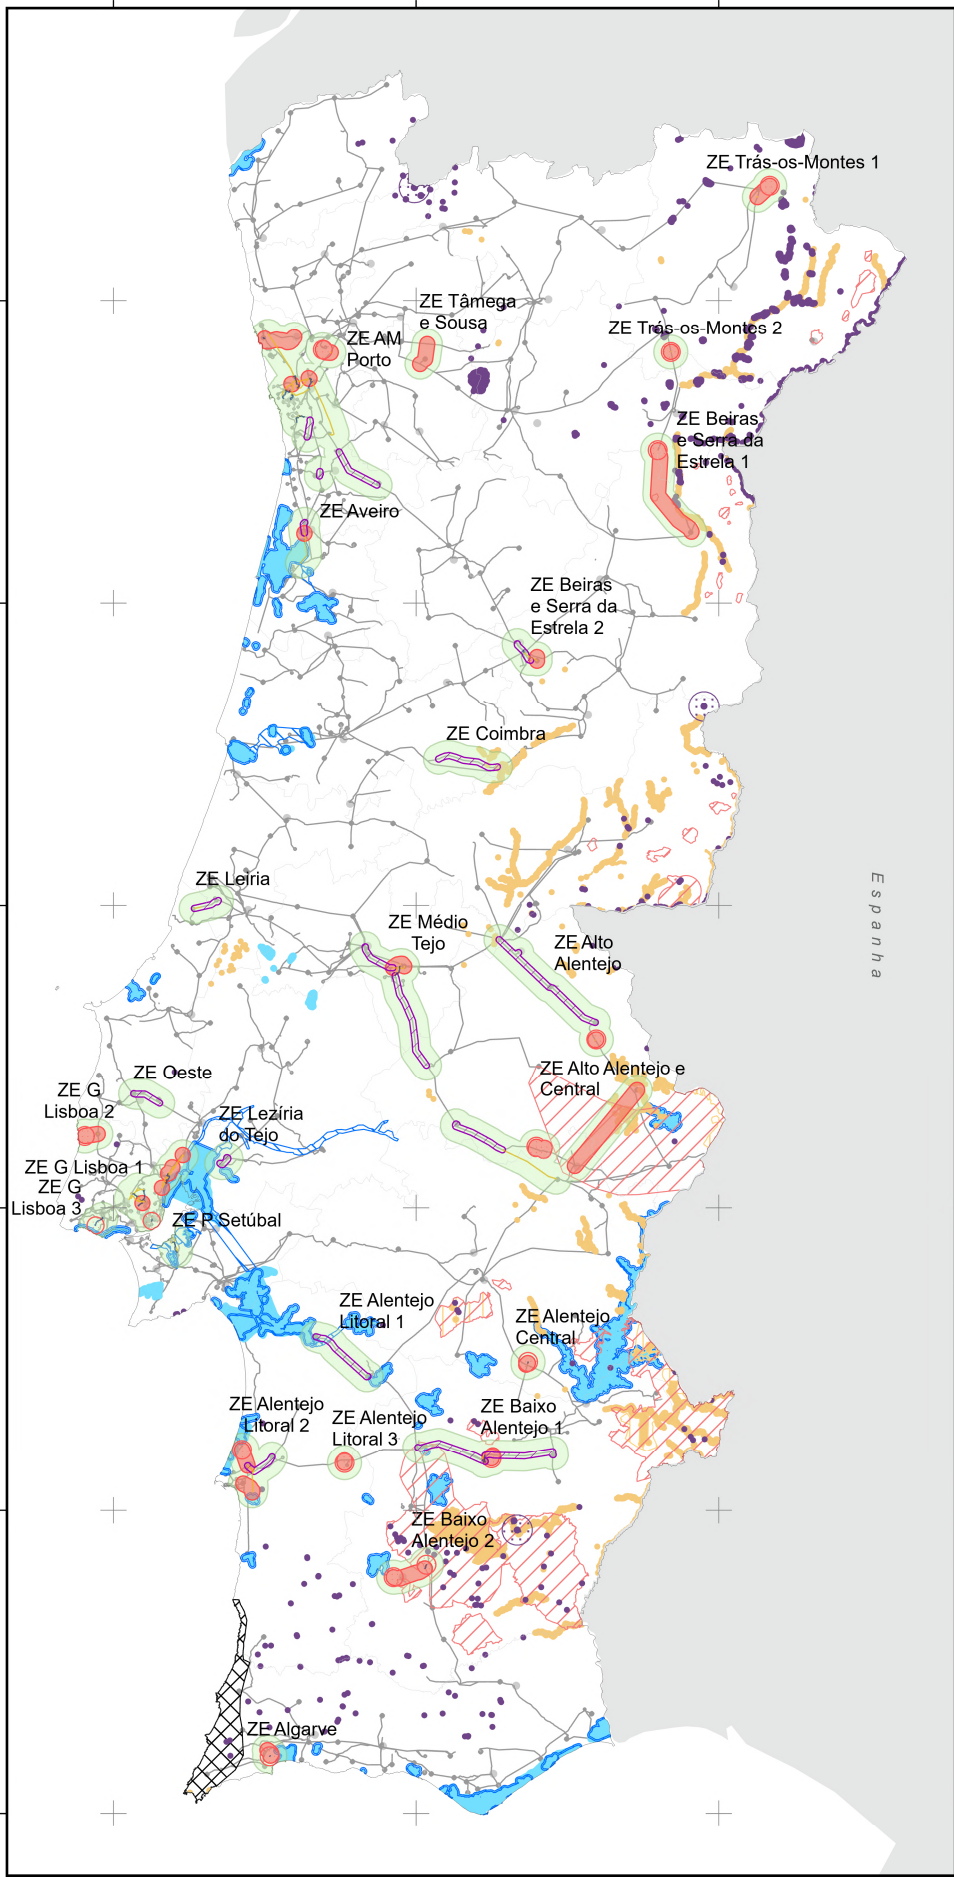 ZE Trás-os-Montes 1
ZE Tâmega
e Sousa
ZE Trás-os-Montes 2
ZE AM
Porto
ZE Beiras
e Serra da
Estrela 1
ZE Aveiro
ZE Beiras
e Serra da
Estrela 2
ZE Coimbra
ZE Leiria
Espanha
ZE Médio
Tejo
ZE Alto
Alentejo
ZE Oeste
ZE Alto Alentejo e
Central
ZE G
Lisboa 2
ZE Lezíria
do Tejo
ZE G Lisboa 1
ZE G
Lisboa 3
ZE P Setúbal
ZE Alentejo
Litoral 1
ZE Alentejo
Central
ZE Alentejo
Litoral 2
ZE Alentejo
Litoral 3
ZE Baixo
Alentejo 1
ZE Baixo
Alentejo 2
ZE Algarve